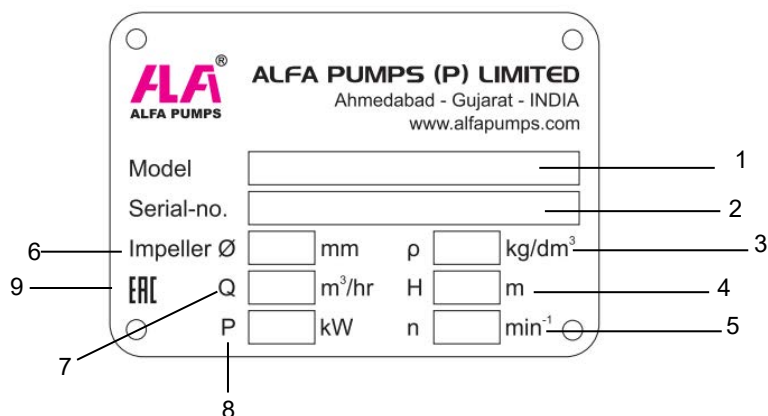 ALA®
ALFA PUMPS
ALFA PUMPS (P) LIMITED
Ahmedabad - Gujarat - INDIA
www.alfapumps.com
Model 1
Serial-no. 2
6 Impeller Ø mm ρ kg/dm³ 3
9 EAC Q m³/hr H m 4
P kW n min⁻¹ 5
7
8